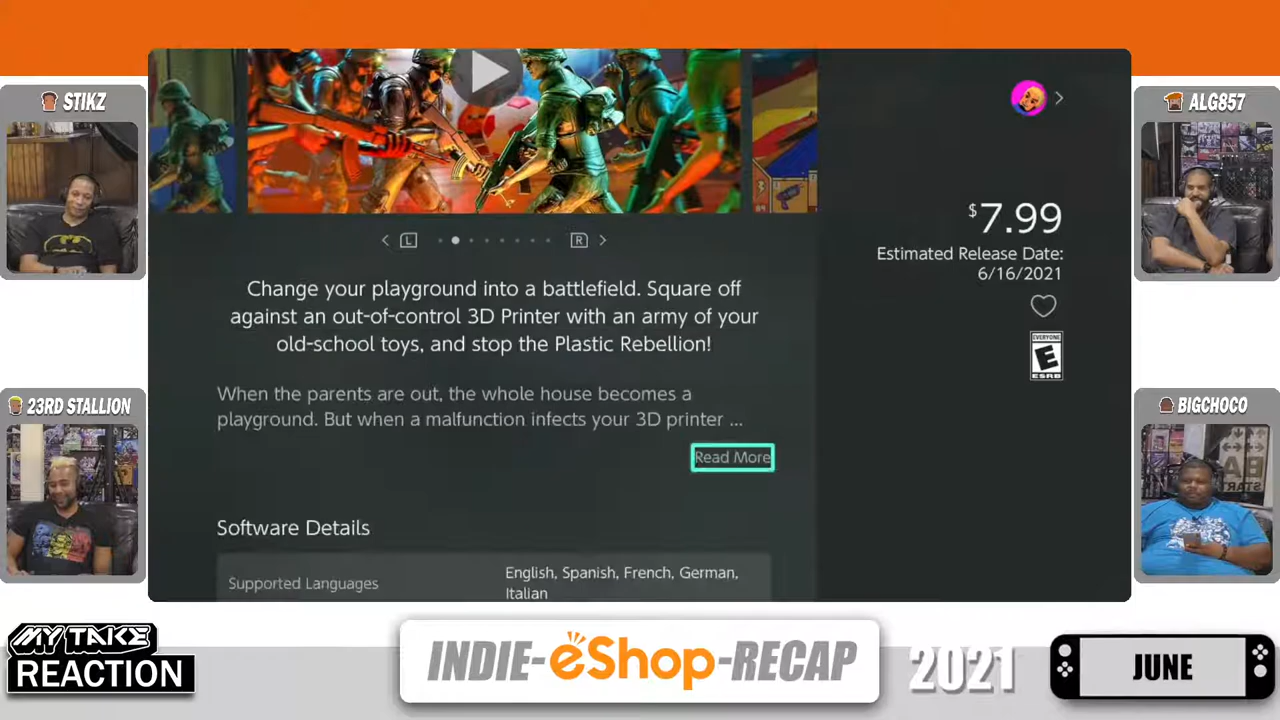 STIKZ
ALG857
$7.99
Estimated Release Date:
6/16/2021
L
R
Change your playground into a battlefield. Square off
against an out-of-control 3D Printer with an army of your
old-school toys, and stop the Plastic Rebellion!
EVERYONE
E
ESRB
When the parents are out, the whole house becomes a
playground. But when a malfunction infects your 3D printer ...
Read More
23RD STALLION
BIGCHOCO
Software Details
Supported Languages
English, Spanish, French, German,
Italian
MY TAKE
REACTION
INDIE-eShop-RECAP
2021
JUNE